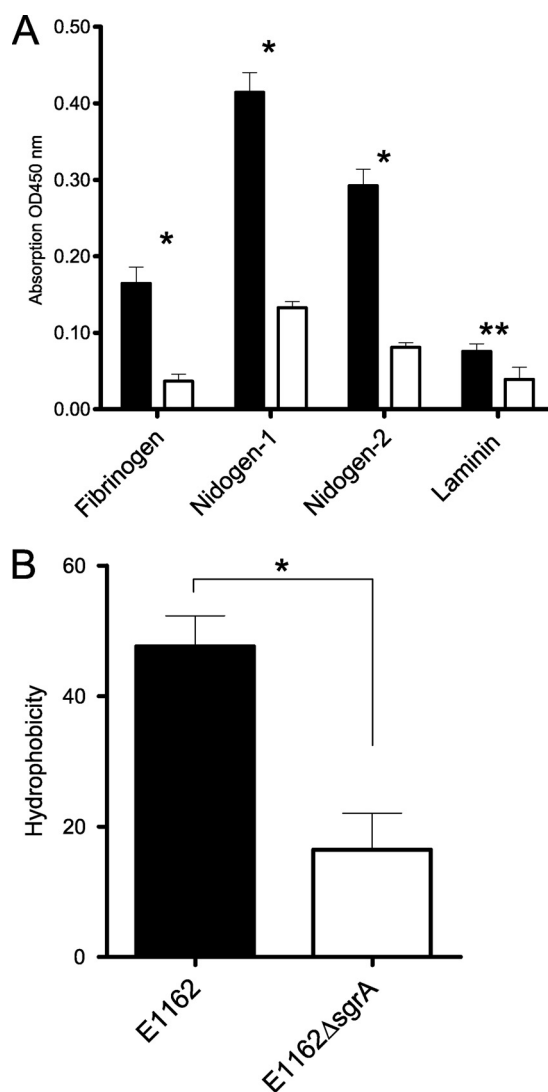 A
Absorption OD450 nm
0.50
0.40
0.30
0.20
0.10
0.00
*
*
*
**
Fibrinogen
Nidogen-1
Nidogen-2
Laminin
B
Hydrophobicity
60
40
20
0
*
E1162
E1162ΔsgrA